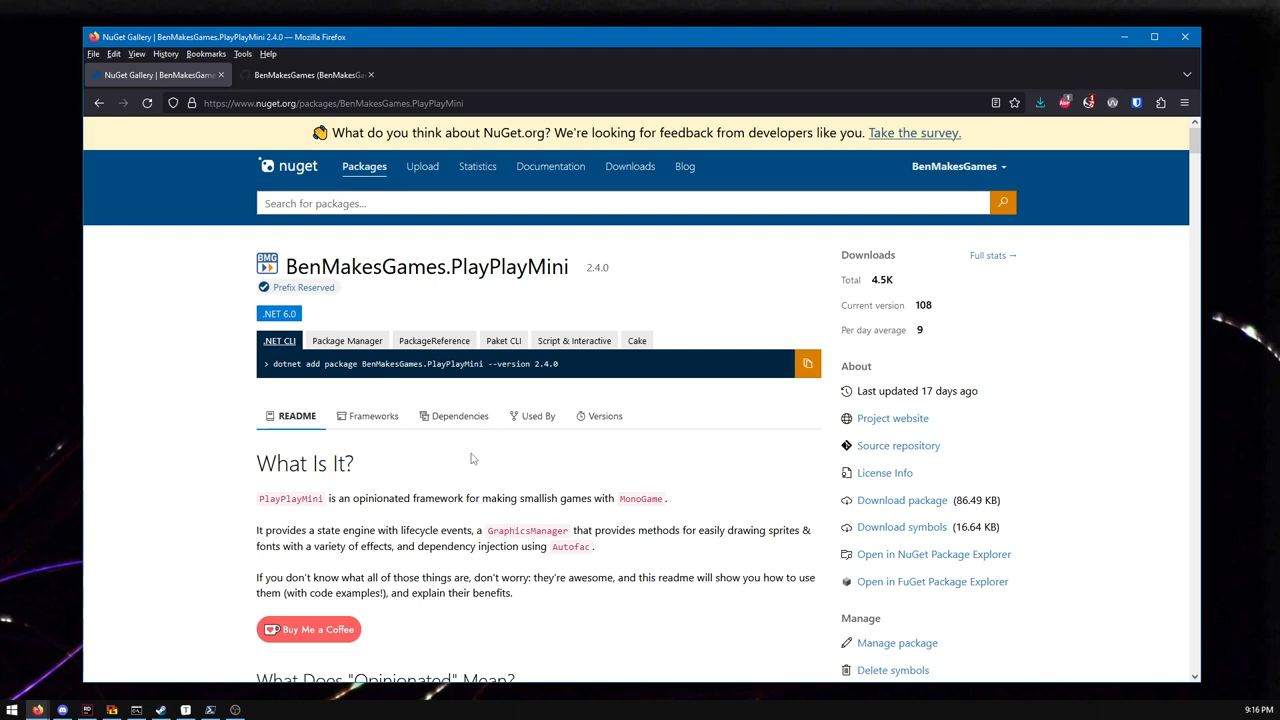 NuGet Gallery | BenMakesGames.PlayPlayMini 2.4.0 — Mozilla Firefox
File Edit View History Bookmarks Tools Help
NuGet Gallery | BenMakesGame
BenMakesGames (BenMakesGa
https://www.nuget.org/packages/BenMakesGames.PlayPlayMini
What do you think about NuGet.org? We're looking for feedback from developers like you. Take the survey.
nuget Packages Upload Statistics Documentation Downloads Blog BenMakesGames
Search for packages...
BMG
BenMakesGames.PlayPlayMini 2.4.0
Prefix Reserved
.NET 6.0
.NET CLI Package Manager PackageReference Paket CLI Script & Interactive Cake
> dotnet add package BenMakesGames.PlayPlayMini --version 2.4.0
README Frameworks Dependencies Used By Versions
What Is It?
PlayPlayMini is an opinionated framework for making smallish games with MonoGame.
It provides a state engine with lifecycle events, a GraphicsManager that provides methods for easily drawing sprites &
fonts with a variety of effects, and dependency injection using Autofac.
If you don't know what all of those things are, don't worry: they're awesome, and this readme will show you how to use
them (with code examples!), and explain their benefits.
Buy Me a Coffee
What Does "Opinionated" Mean?
Downloads Full stats →
Total 4.5K
Current version 108
Per day average 9
About
Last updated 17 days ago
Project website
Source repository
License Info
Download package (86.49 KB)
Download symbols (16.64 KB)
Open in NuGet Package Explorer
Open in FuGet Package Explorer
Manage
Manage package
Delete symbols
9:16 PM